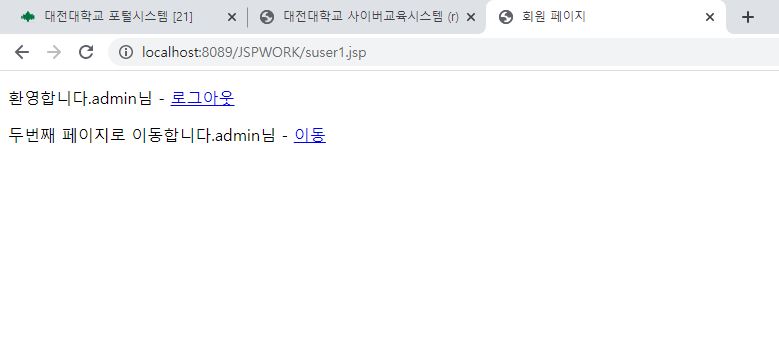 대전대학교 포털시스템 [21]
대전대학교 사이버교육시스템 (r)
회원 페이지
localhost:8089/JSPWORK/suser1.jsp
환영합니다.admin님 - 로그아웃
두번째 페이지로 이동합니다.admin님 - 이동